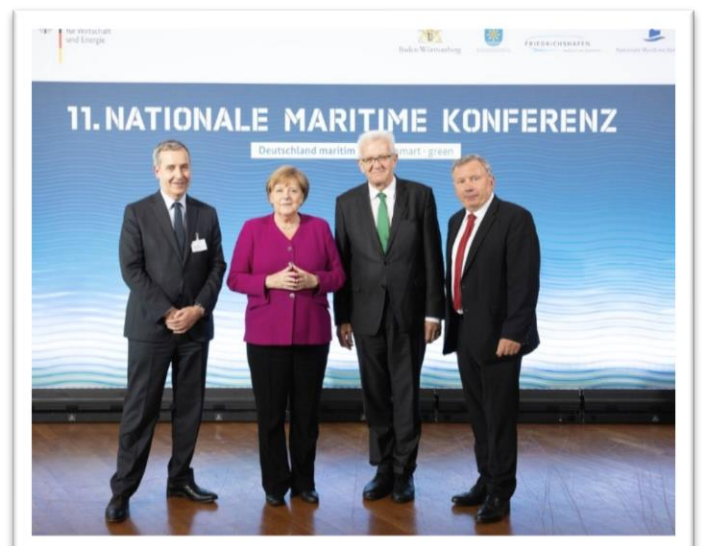 für Wirtschaft
und Energie
Baden-Württemberg
FRIEDRICHSHAFEN
11. NATIONALE MARITIME KONFERENZ
Deutschland maritim
smart · green